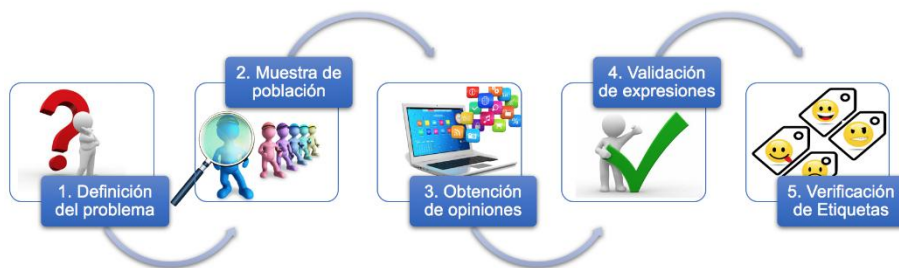 1. Definición
del problema
2. Muestra de
población
3. Obtención
de opiniones
4. Validación
de expresiones
5. Verificación
de Etiquetas